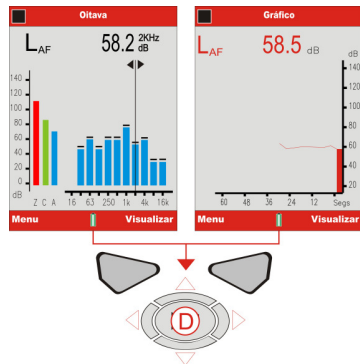 Oitava
L AF 58.2 2KHz dB
140
120
100
80
60
40
20
0
dB
Z C A 16 63 250 1k 4k 16k
Menu Visualizar
Gráfico
L AF 58.5 dB
dB
140
120
100
80
60
40
20
60 48 36 24 12 Segs
Menu Visualizar
D